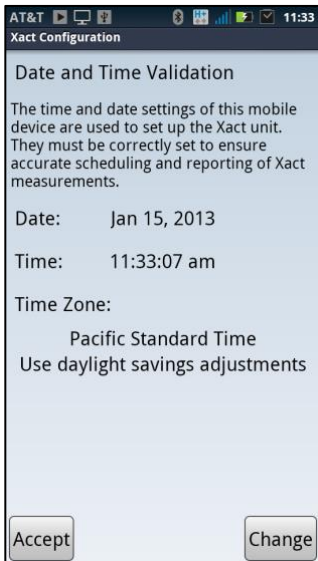 AT&T 11:33
Xact Configuration
Date and Time Validation
The time and date settings of this mobile
device are used to set up the Xact unit.
They must be correctly set to ensure
accurate scheduling and reporting of Xact
measurements.
Date: Jan 15, 2013
Time: 11:33:07 am
Time Zone:
Pacific Standard Time
Use daylight savings adjustments
Accept Change